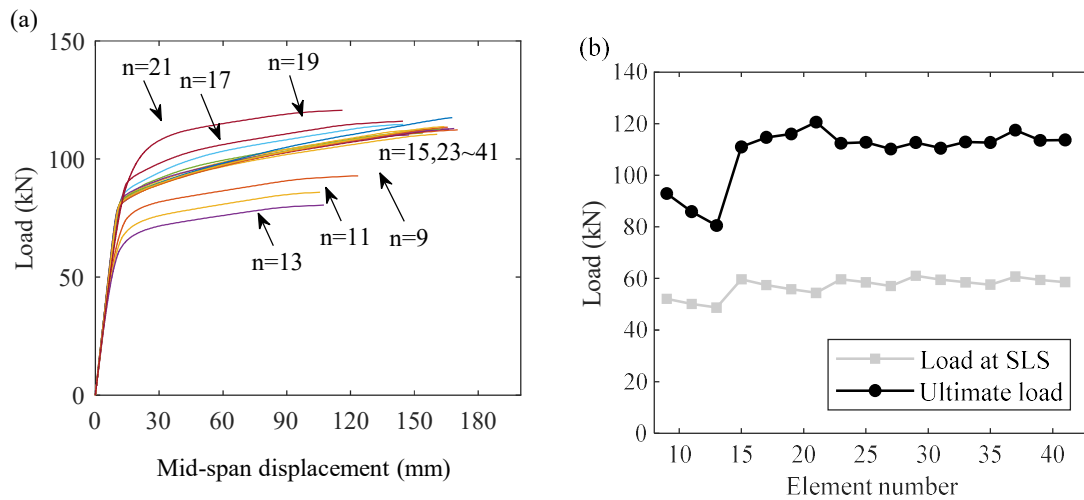 (a)
150
100
50
0
Load (kN)
n=21
n=17
n=19
n=15,23~41
n=11
n=9
n=13
0 30 60 90 120 150 180
Mid-span displacement (mm)
(b)
140
120
100
80
60
40
20
0
Load (kN)
Load at SLS
Ultimate load
10 15 20 25 30 35 40
Element number